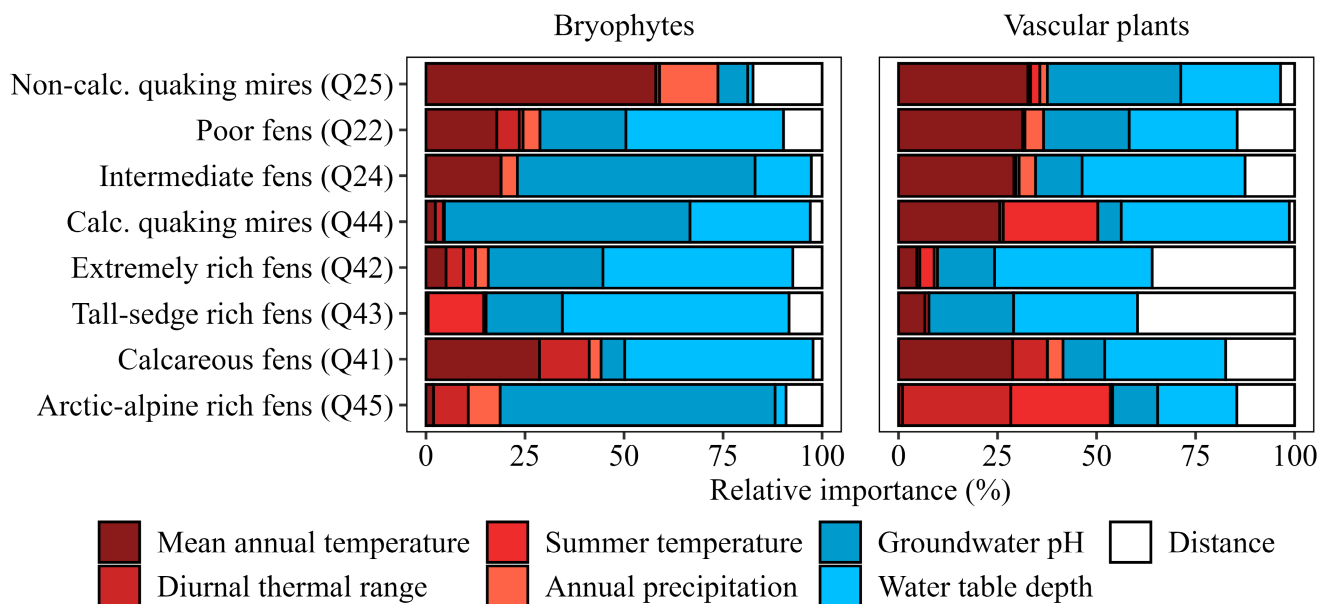 Bryophytes Vascular plants
Non-calc. quaking mires (Q25)
Poor fens (Q22)
Intermediate fens (Q24)
Calc. quaking mires (Q44)
Extremely rich fens (Q42)
Tall-sedge rich fens (Q43)
Calcareous fens (Q41)
Arctic-alpine rich fens (Q45)
0 25 50 75 100 0 25 50 75 100
Relative importance (%)
Mean annual temperature Summer temperature Groundwater pH Distance
Diurnal thermal range Annual precipitation Water table depth